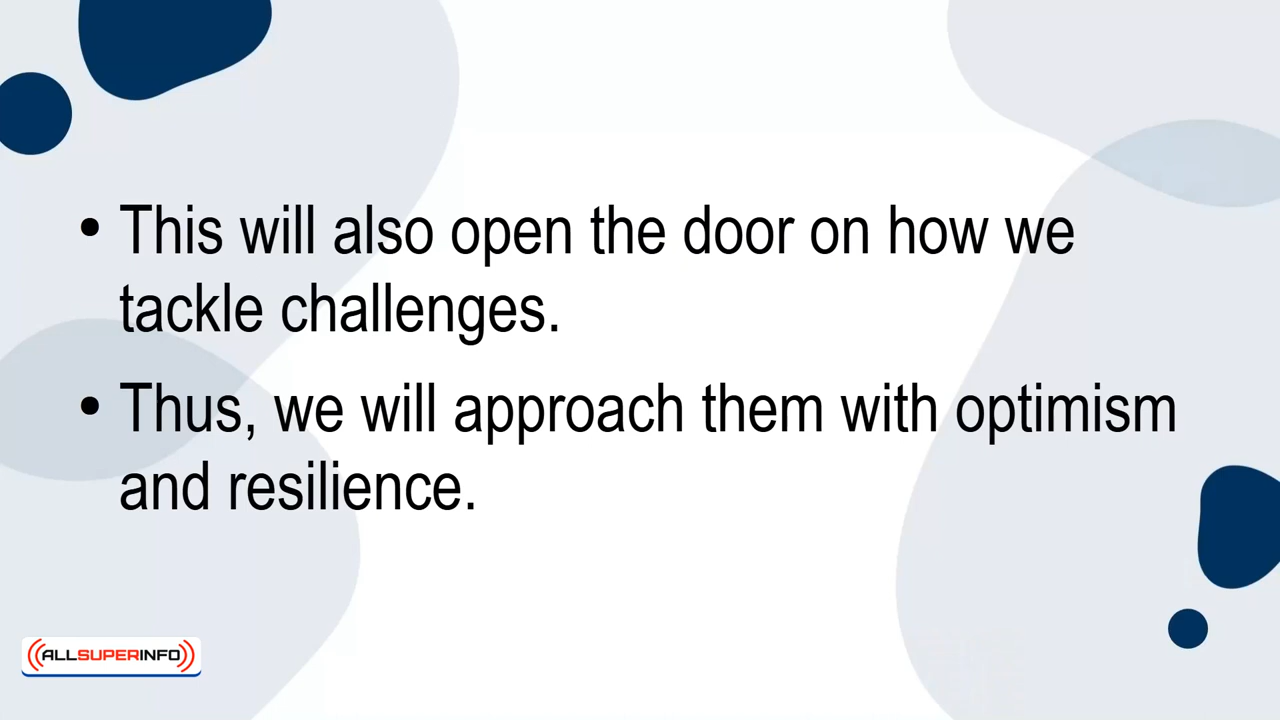 • This will also open the door on how we
tackle challenges.
• Thus, we will approach them with optimism
and resilience.
ALLSUPERINFO